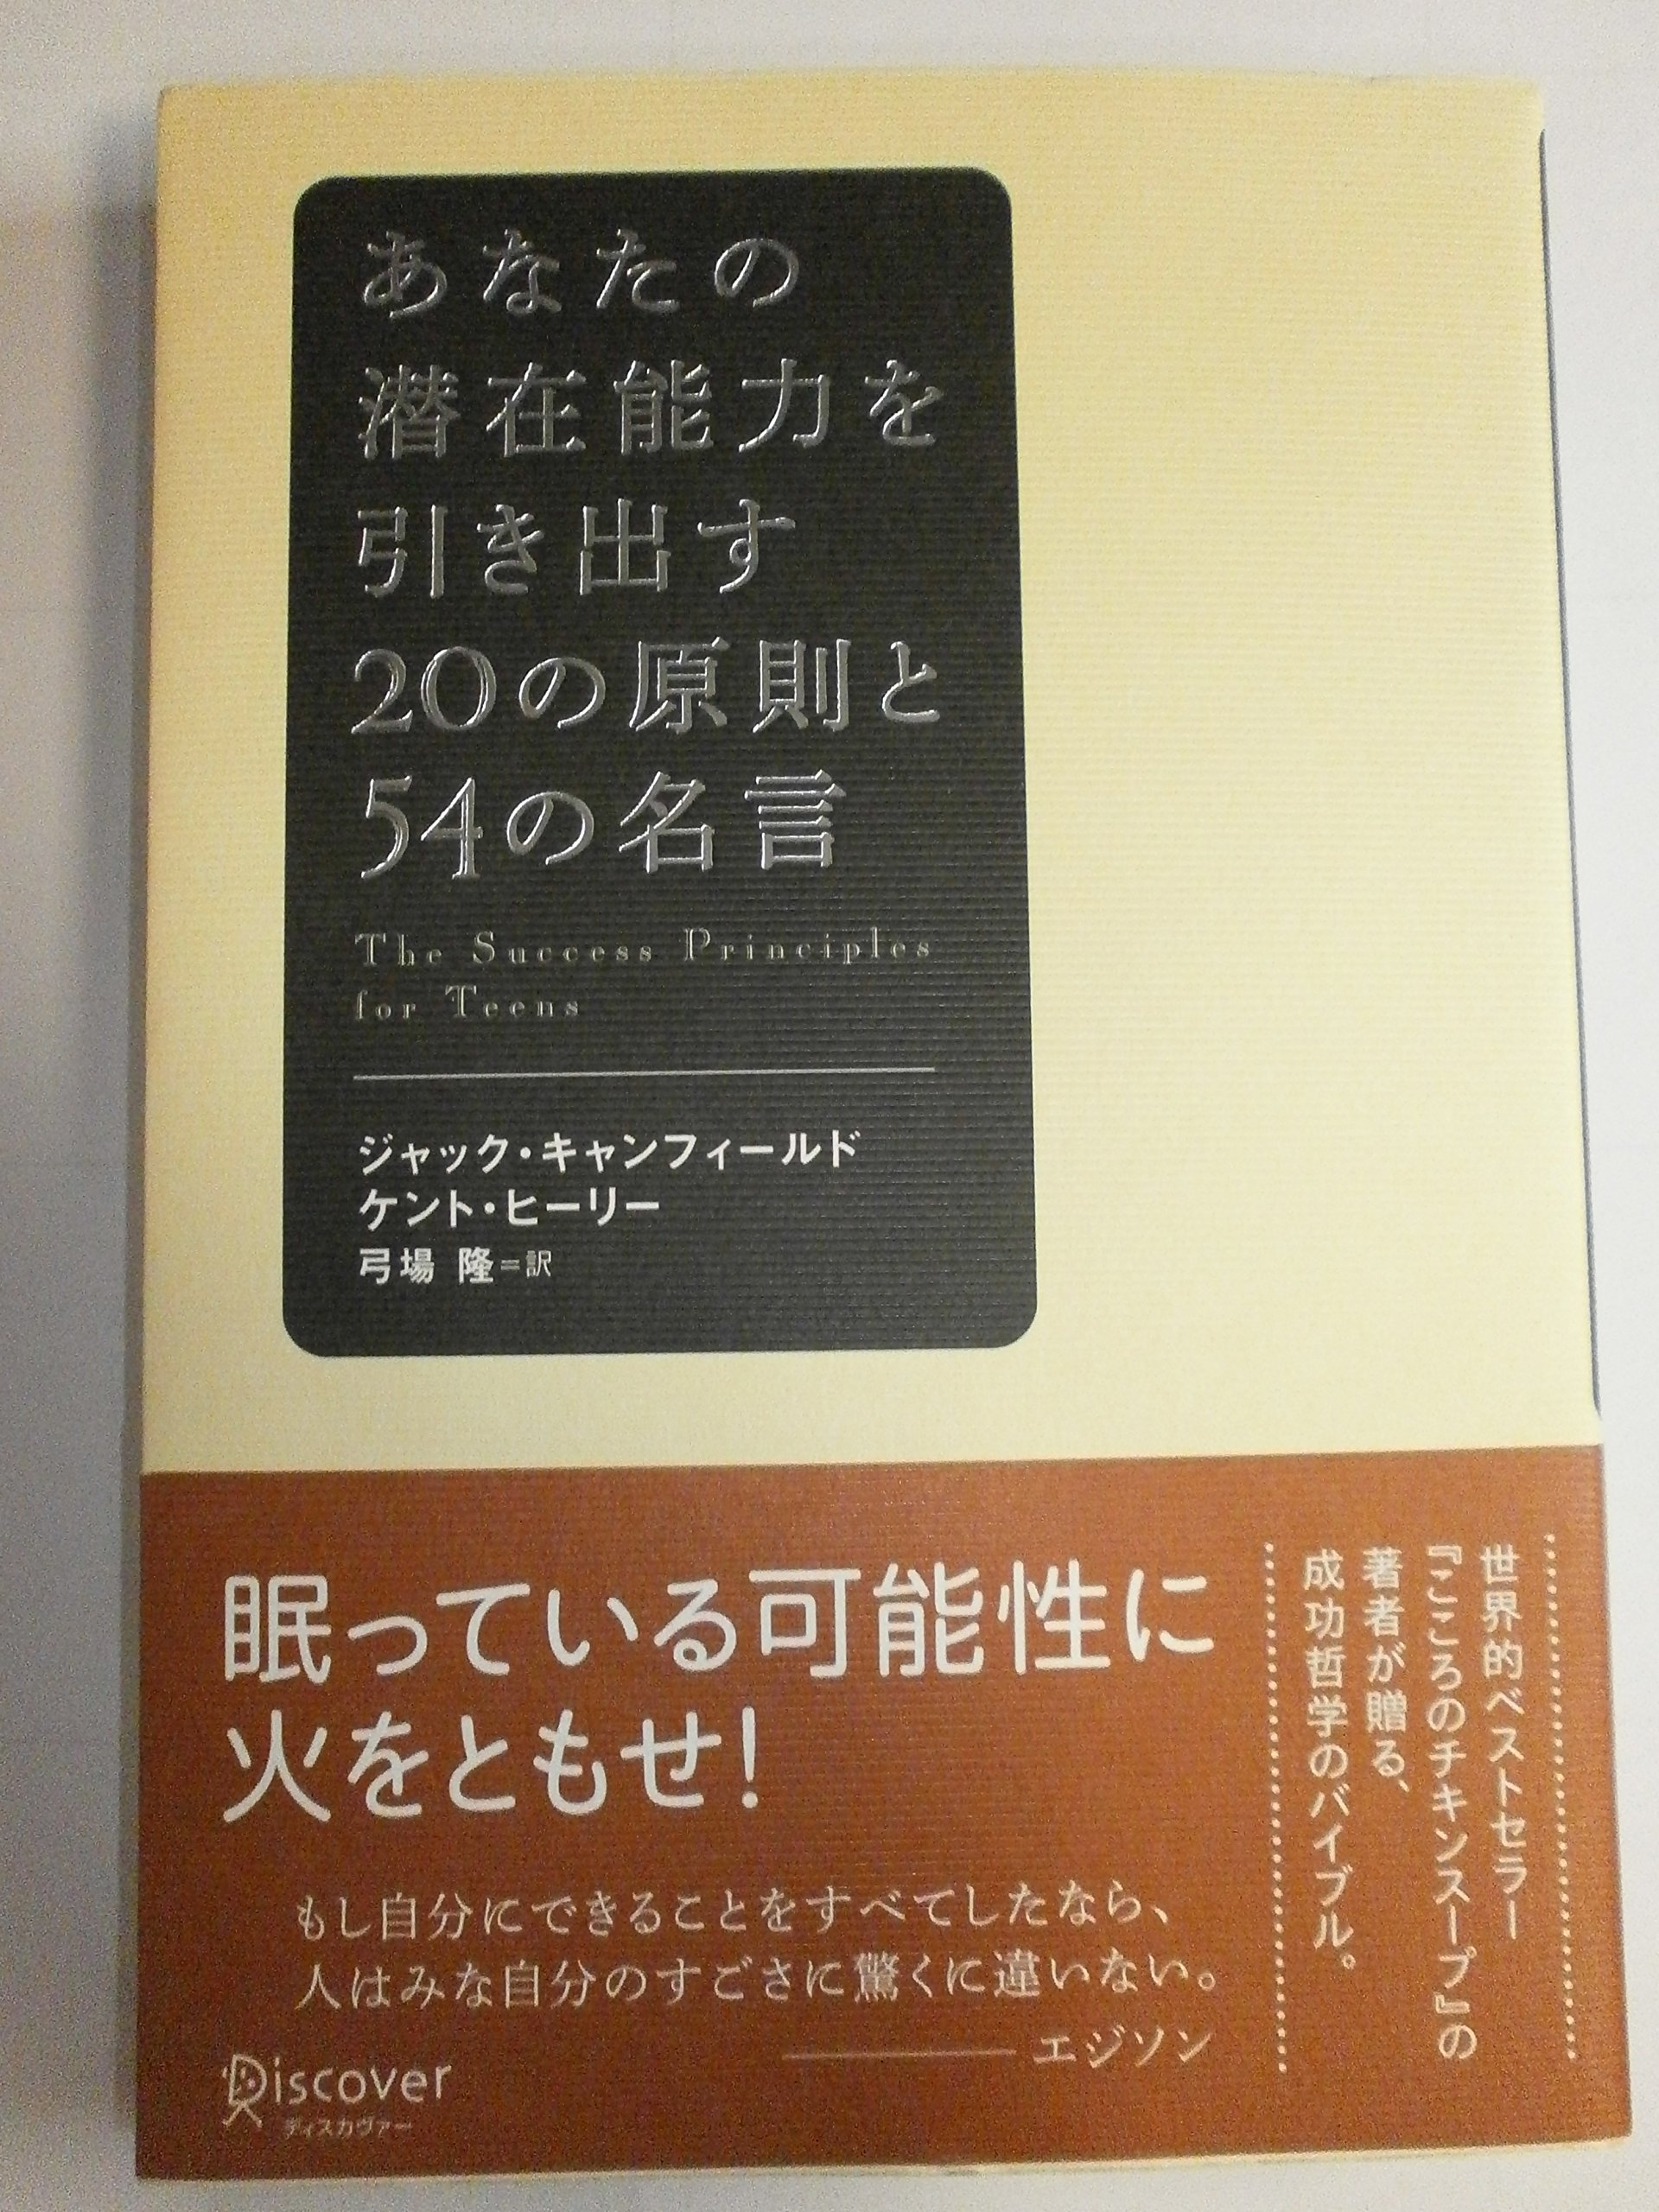 あなたの
潜在能力を
引き出す
20の原則と
54の名言
The Success Principles
for Teens
ジャック・キャンフィールド
ケント・ヒーリー
弓場 隆=訳
世界的ベストセラー
『こころのチキンスープ』の
著者が贈る、
成功哲学のバイブル。
眠っている可能性に
火をともせ!
もし自分にできることをすべてしたなら、
人はみな自分のすごさに驚くに違いない。
エジソン
Discover
ディスカヴァー